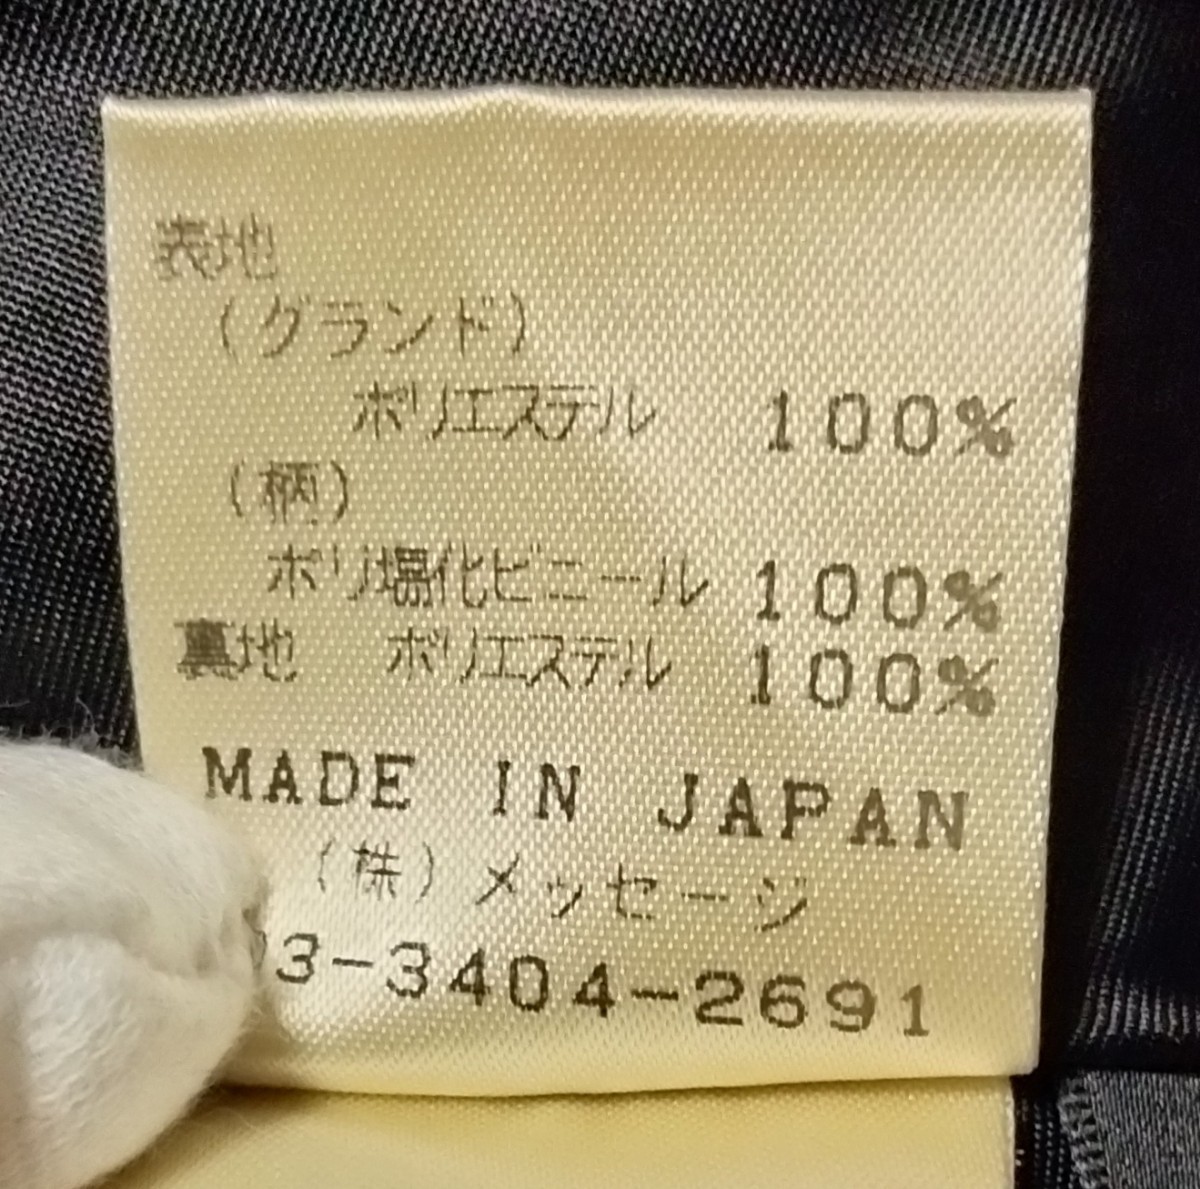 表地
(グランド)
ポリエステル 100%
(柄)
ポリ塩化ビニール 100%
裏地 ポリエステル 100%
MADE IN JAPAN
(株)メッセージ
03-3404-2691